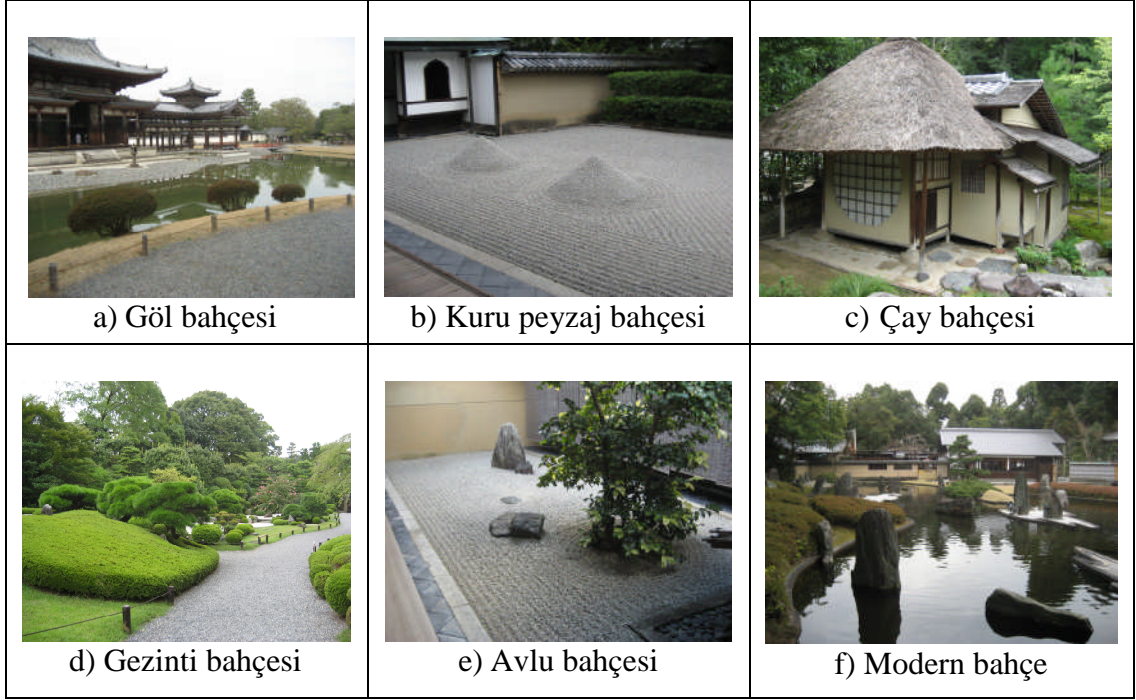 a) Göl bahçesi
b) Kuru peyzaj bahçesi
c) Çay bahçesi
d) Gezinti bahçesi
e) Avlu bahçesi
f) Modern bahçe